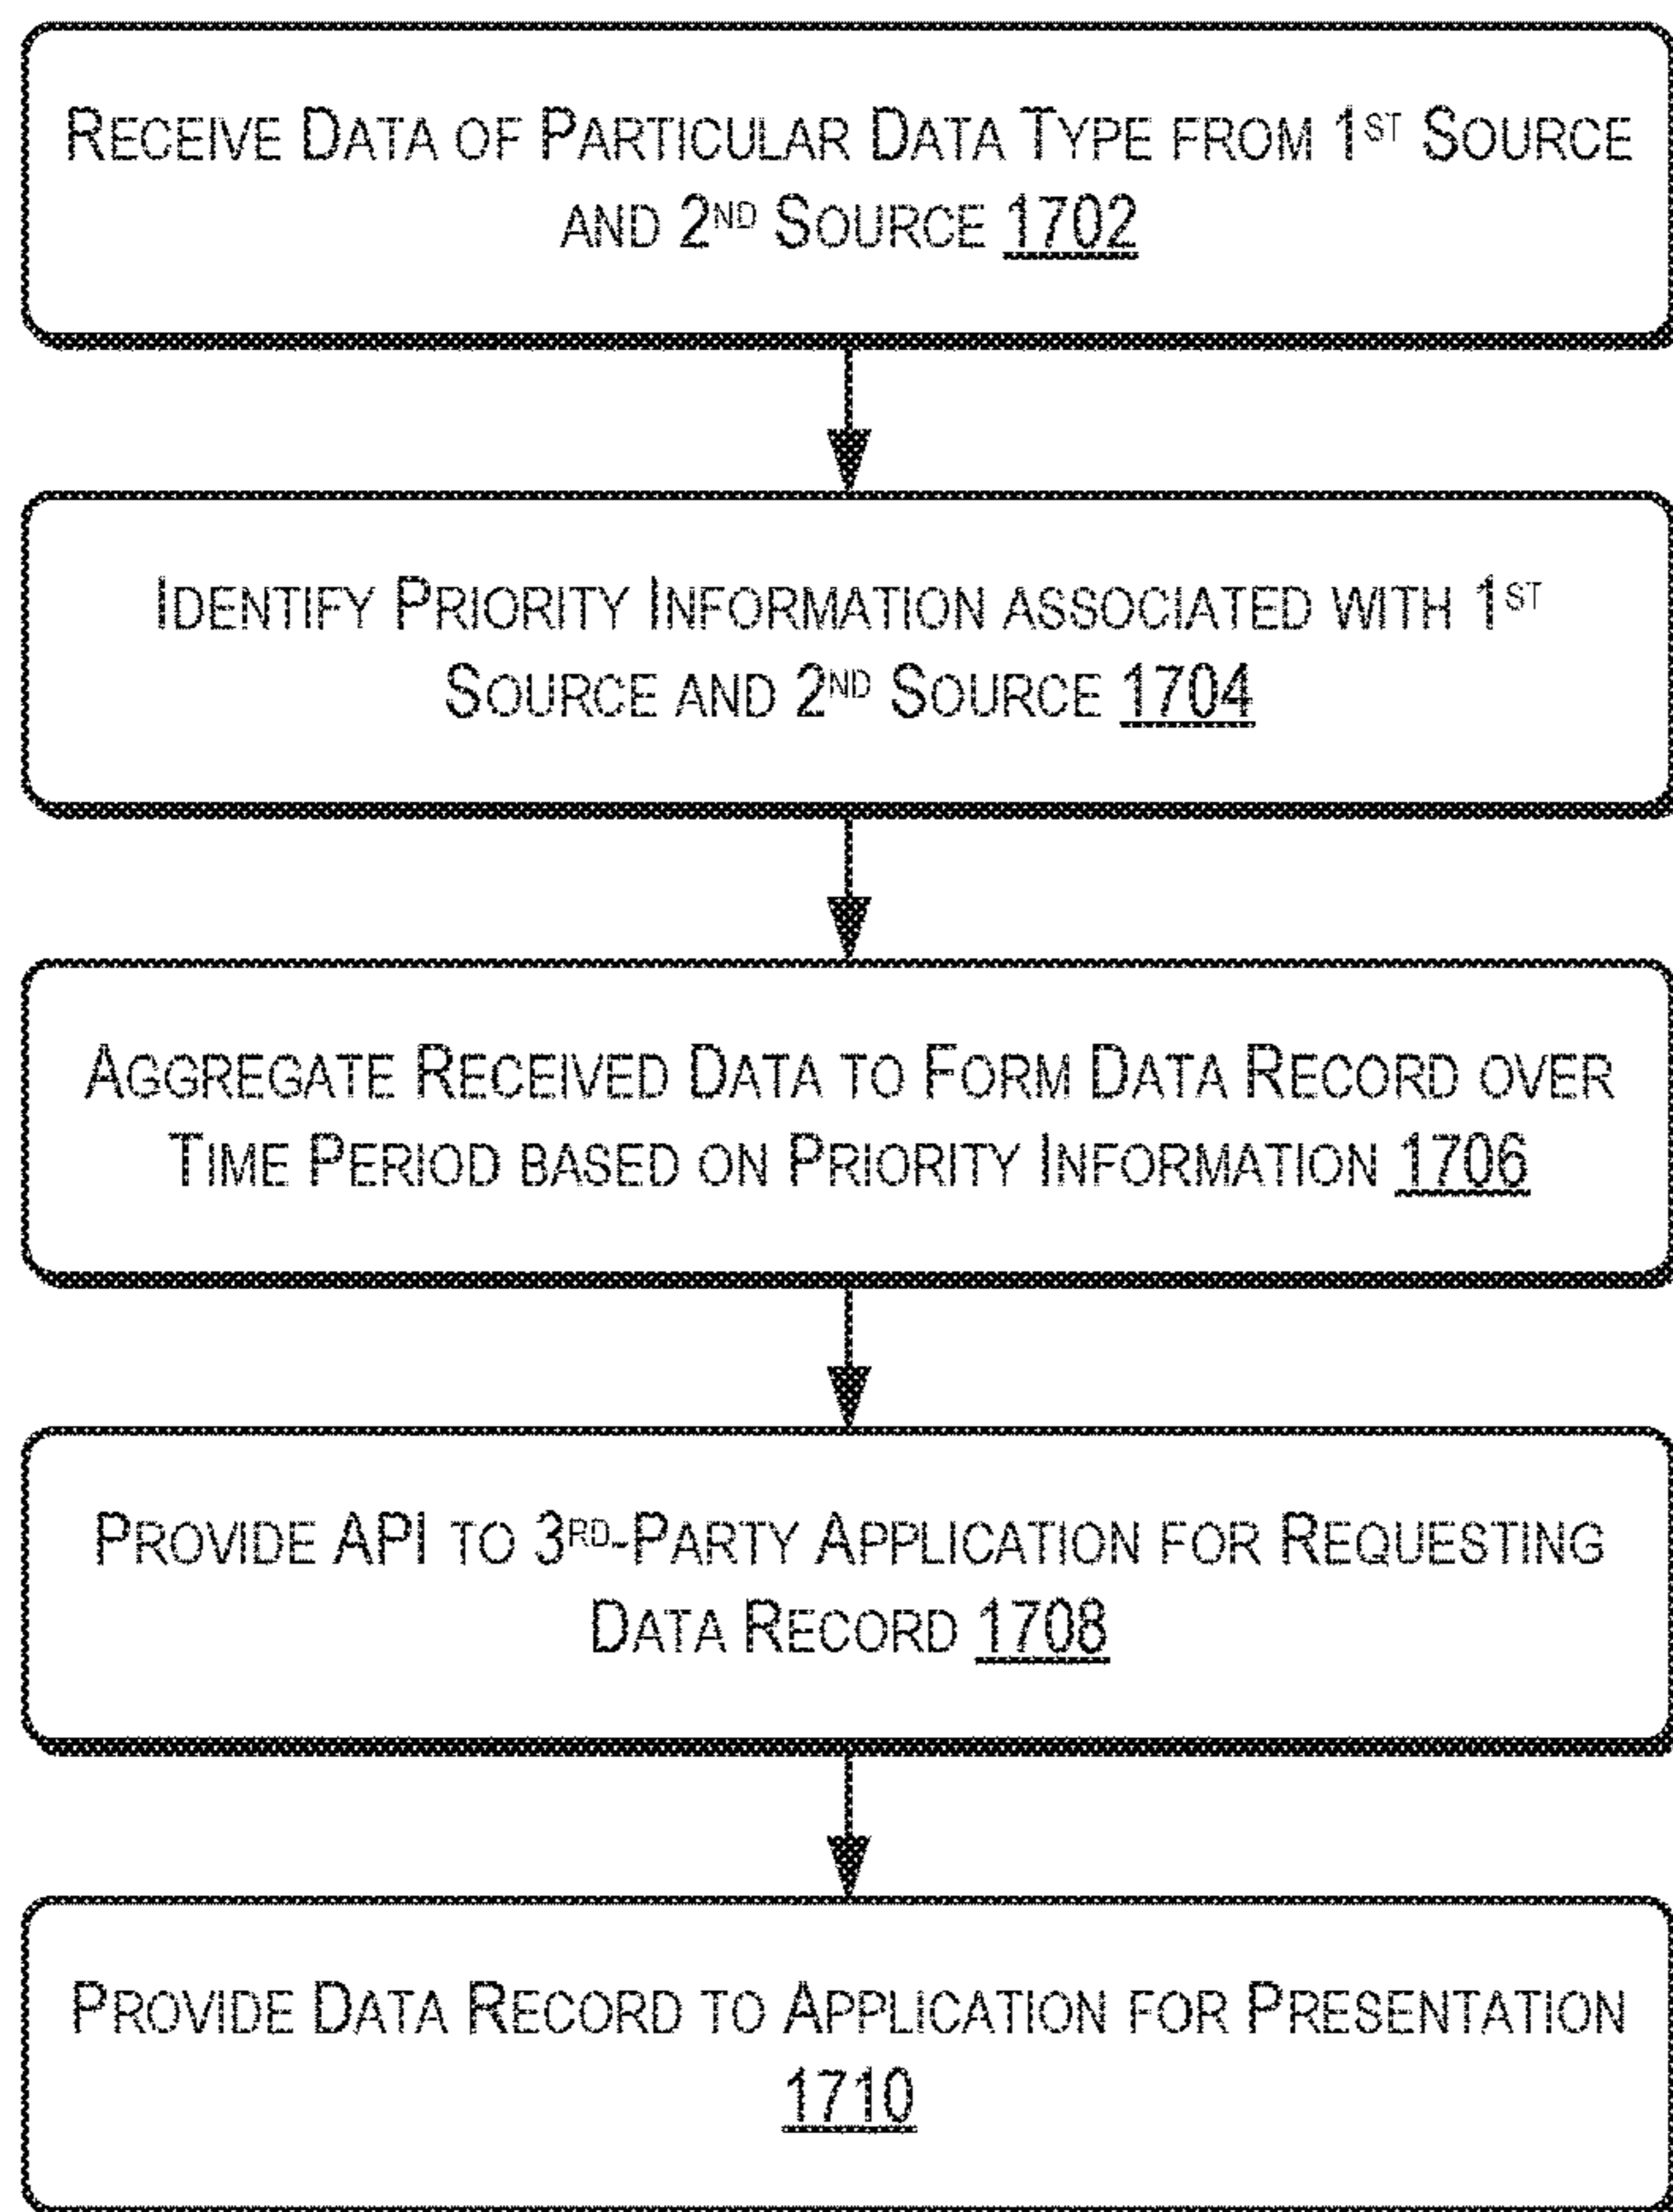 RECEIVE DATA OF PARTICULAR DATA TYPE FROM 1ST SOURCE
AND 2ND SOURCE 1702
IDENTIFY PRIORITY INFORMATION ASSOCIATED WITH 1ST
SOURCE AND 2ND SOURCE 1704
AGGREGATE RECEIVED DATA TO FORM DATA RECORD OVER
TIME PERIOD BASED ON PRIORITY INFORMATION 1706
PROVIDE API TO 3RD-PARTY APPLICATION FOR REQUESTING
DATA RECORD 1708
PROVIDE DATA RECORD TO APPLICATION FOR PRESENTATION
1710